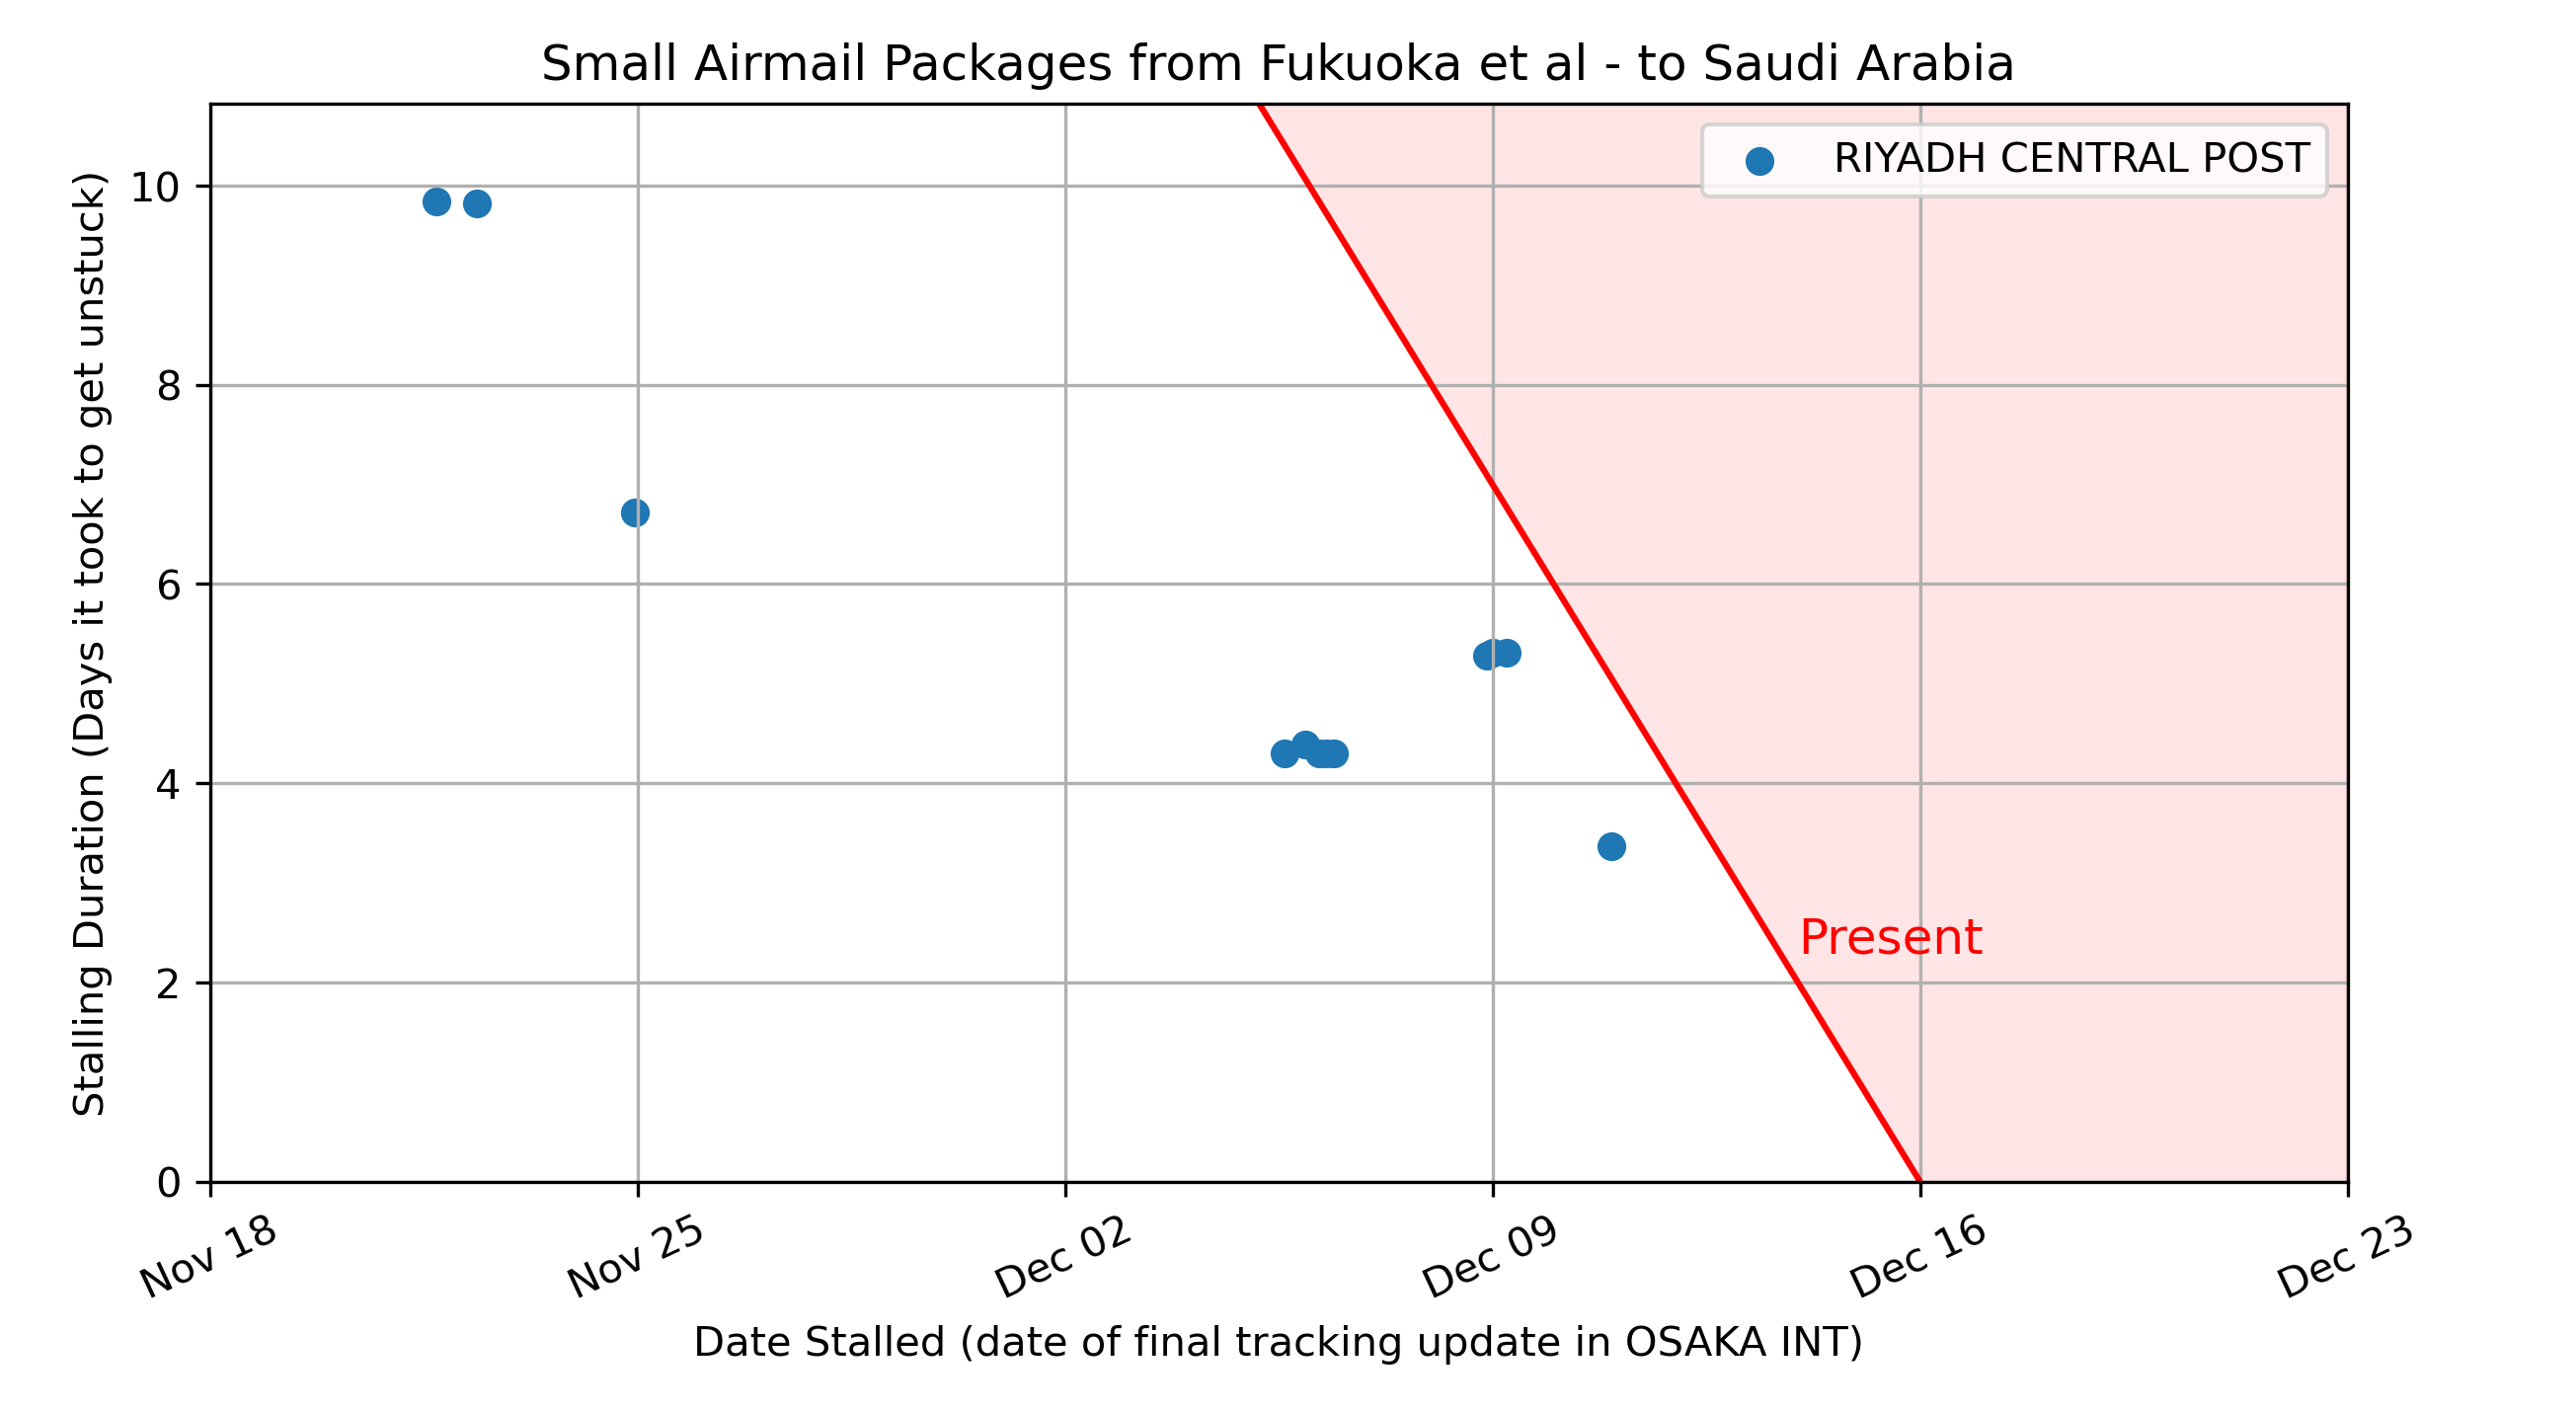 Small Airmail Packages from Fukuoka et al - to Saudi Arabia
RIYADH CENTRAL POST
Stalling Duration (Days it took to get unstuck)
10
8
6
4
2
0
Present
Nov 18
Nov 25
Dec 02
Dec 09
Dec 16
Dec 23
Date Stalled (date of final tracking update in OSAKA INT)